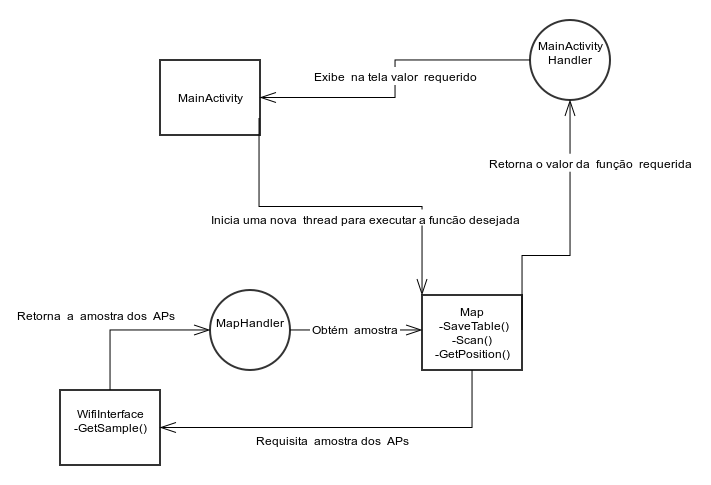 MainActivity
Handler
Exibe na tela valor requerido
MainActivity
Retorna o valor da função requerida
Inicia uma nova thread para executar a funcão desejada
Retorna a amostra dos APs
MapHandler
Obtém amostra
Map
-SaveTable()
-Scan()
-GetPosition()
WifiInterface
-GetSample()
Requisita amostra dos APs